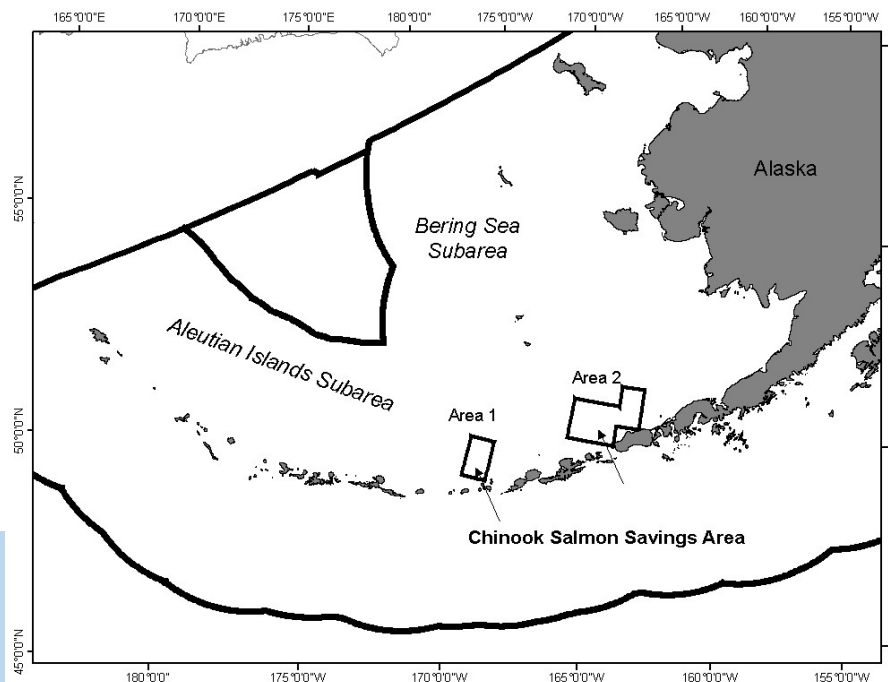 165°0'0"E 170°0'0"E 175°0'0"E 180°0'0" 175°0'0"W 170°0'0"W 165°0'0"W 160°0'0"W 155°0'0"W
55°0'0"N
Alaska
Bering Sea
Subarea
Aleutian Islands Subarea
Area 2
Area 1
50°0'0"N
Chinook Salmon Savings Area
45°0'0"N
180°0'0" 175°0'0"W 170°0'0"W 165°0'0"W 160°0'0"W 155°0'0"W